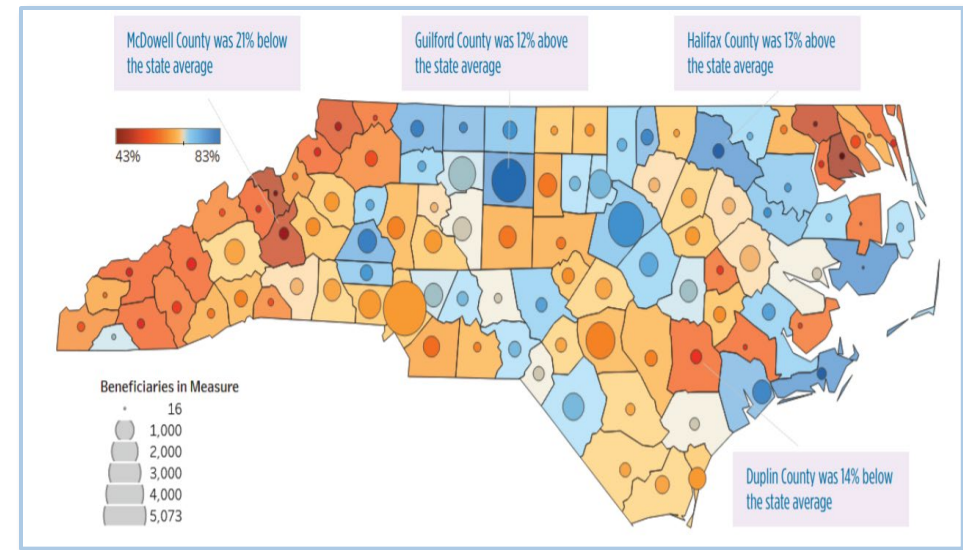 McDowell County was 21% below
the state average
Guilford County was 12% above
the state average
Halifax County was 13% above
the state average
43%
83%
Beneficiaries in Measure
16
1,000
2,000
3,000
4,000
5,073
Duplin County was 14% below
the state average